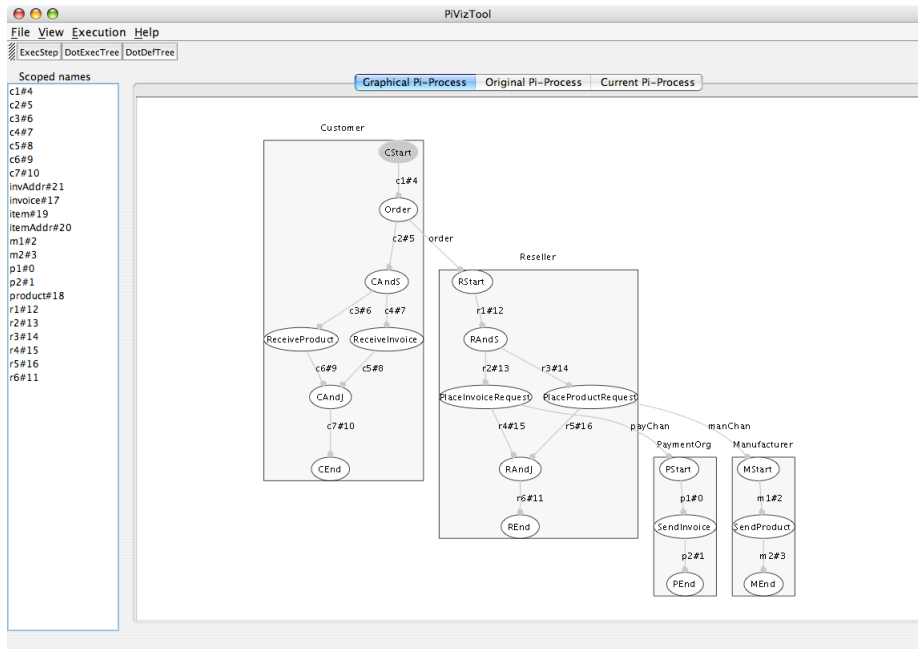 PiVizTool
File View Execution Help
ExecStep DotExecTree DotDefTree
Scoped names
c1#4
c2#5
c3#6
c4#7
c5#8
c6#9
c7#10
invAddr#21
invoice#17
item#19
itemAddr#20
m1#2
m2#3
p1#0
p2#1
product#18
r1#12
r2#13
r3#14
r4#15
r5#16
r6#11
Graphical Pi-Process Original Pi-Process Current Pi-Process
Customer
CStart
c1#4
Order
c2#5 order
Reseller
CAndS RStart
c3#6 c4#7 r1#12
ReceiveProduct ReceiveInvoice RAndS
c6#9 c5#8 r2#13 r3#14
CAndJ PlaceInvoiceRequest PlaceProductRequest
c7#10 r4#15 r5#16 payChan manChan
PaymentOrg Manufacturer
CEnd RAndJ PStart MStart
r6#11 p1#0 m1#2
REnd SendInvoice SendProduct
p2#1 m2#3
PEnd MEnd